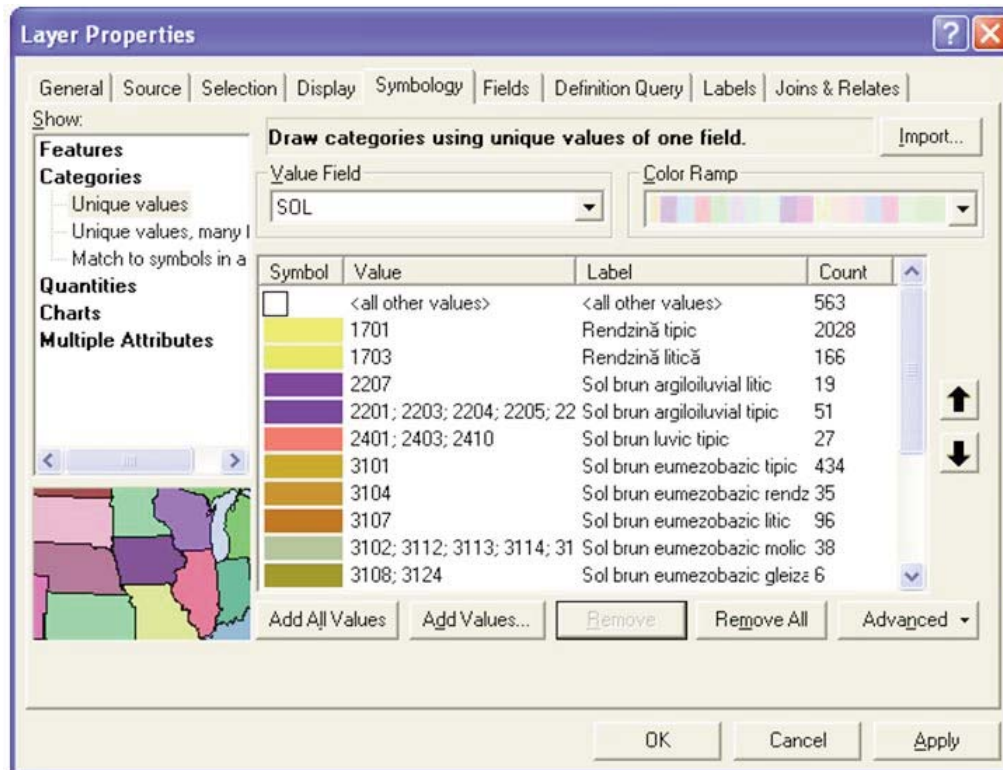 Layer Properties
General Source Selection Display Symbology Fields Definition Query Labels Joins & Relates
Show:
Features
Categories
Unique values
Unique values, many
Match to symbols in a
Quantities
Charts
Multiple Attributes
Draw categories using unique values of one field.
Import...
Value Field
SOL
Color Ramp
Symbol Value Label Count
<all other values> <all other values> 563
1701 Rendzină tipic 2028
1703 Rendzină litică 166
2207 Sol brun argiloiluvial litic 19
2201; 2203; 2204; 2205; 22 Sol brun argiloiluvial tipic 51
2401; 2403; 2410 Sol brun luvic tipic 27
3101 Sol brun eumezobazic tipic 434
3104 Sol brun eumezobazic rendz 35
3107 Sol brun eumezobazic litic 96
3102; 3112; 3113; 3114; 31 Sol brun eumezobazic molic 38
3108; 3124 Sol brun eumezobazic gleiza 6
Add All Values Add Values... Remove Remove All Advanced
OK Cancel Apply